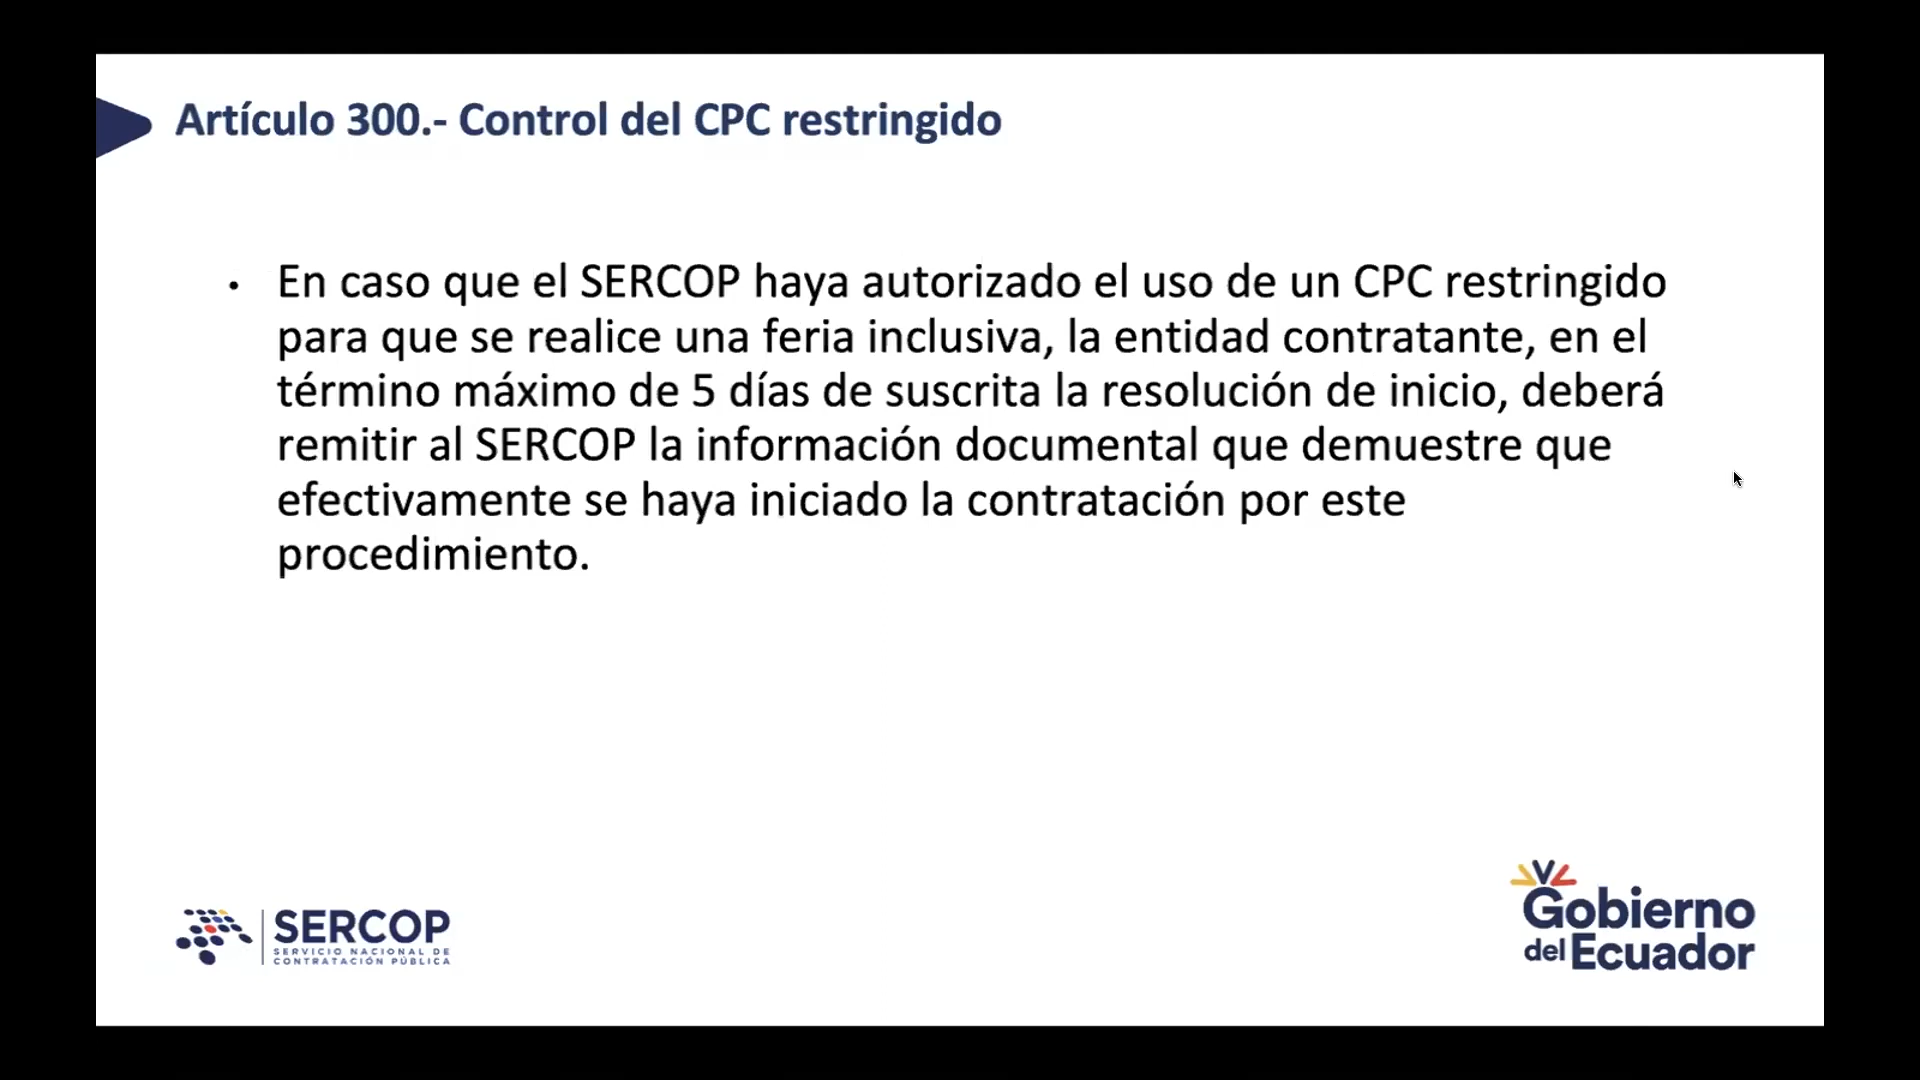 Artículo 300.- Control del CPC restringido
• En caso que el SERCOP haya autorizado el uso de un CPC restringido
para que se realice una feria inclusiva, la entidad contratante, en el
término máximo de 5 días de suscrita la resolución de inicio, deberá
remitir al SERCOP la información documental que demuestre que
efectivamente se haya iniciado la contratación por este
procedimiento.
SERCOP
SERVICIO NACIONAL DE
CONTRATACIÓN PÚBLICA
Gobierno
del Ecuador